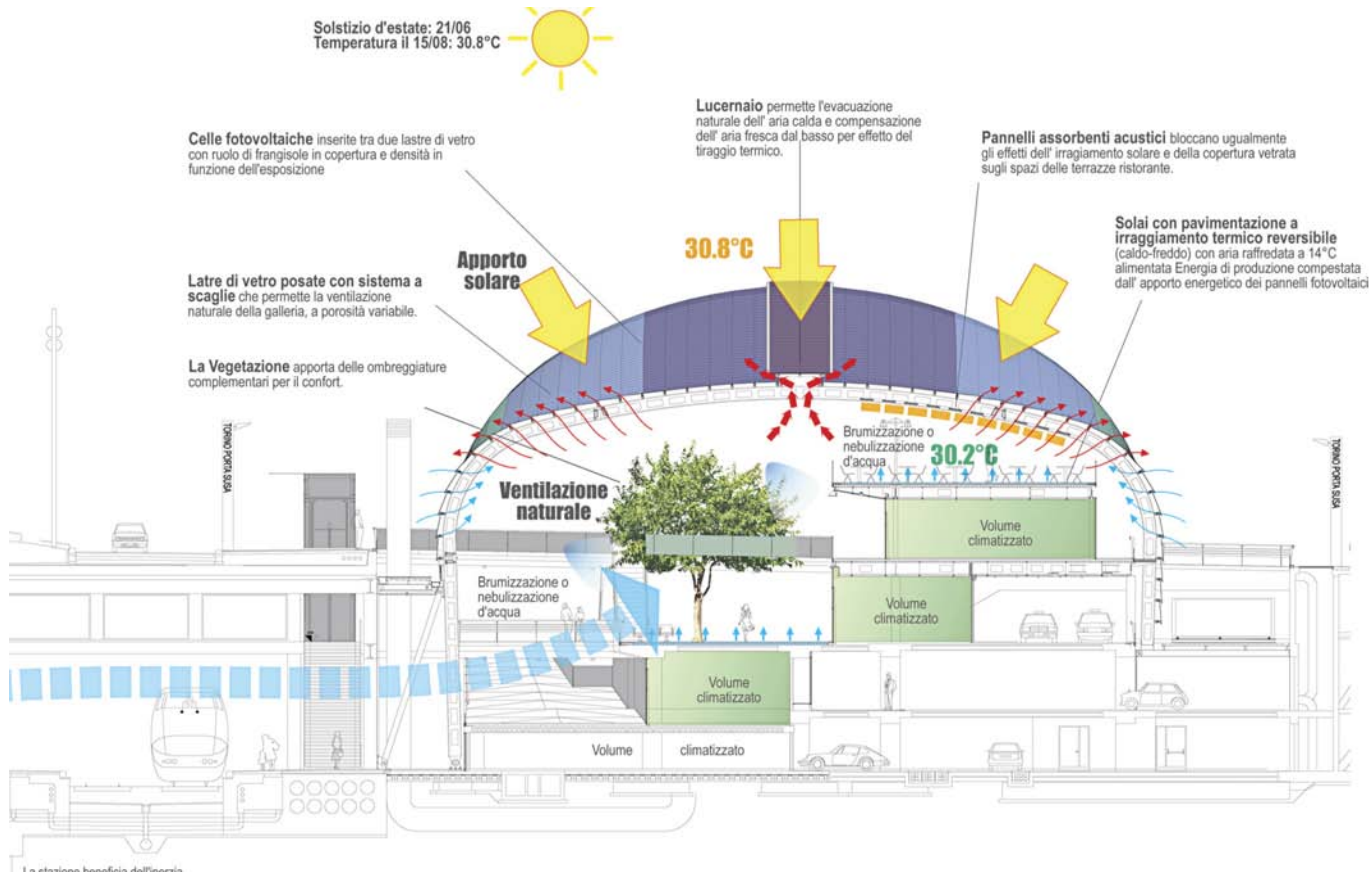 Solstizio d'estate: 21/06
Temperatura il 15/08: 30.8°C
Celle fotovoltaiche inserite tra due lastre di vetro
con ruolo di frangisole in copertura e densità in
funzione dell'esposizione
Lucernaio permette l'evacuazione
naturale dell' aria calda e compensazione
dell' aria fresca dal basso per effetto del
tiraggio termico.
Pannelli assorbenti acustici bloccano ugualmente
gli effetti dell' irragiamento solare e della copertura vetrata
sugli spazi delle terrazze ristorante.
Solai con pavimentazione a
irraggiamento termico reversibile
(caldo-freddo) con aria raffredata a 14°C
alimentata Energia di produzione compestata
dall' apporto energetico dei pannelli fotovoltaici
30.8°C
Apporto
solare
Latre di vetro posate con sistema a
scaglie che permette la ventilazione
naturale della galleria, a porosità variabile.
La Vegetazione apporta delle ombreggiature
complementari per il confort.
Brumizzazione o
nebulizzazione
d'acqua
30.2°C
TORINO PORTA SUSA
TORINO PORTA SUSA
Ventilazione
naturale
Volume
climatizzato
Brumizzazione o
nebulizzazione
d'acqua
Volume
climatizzato
Volume
climatizzato
Volume climatizzato